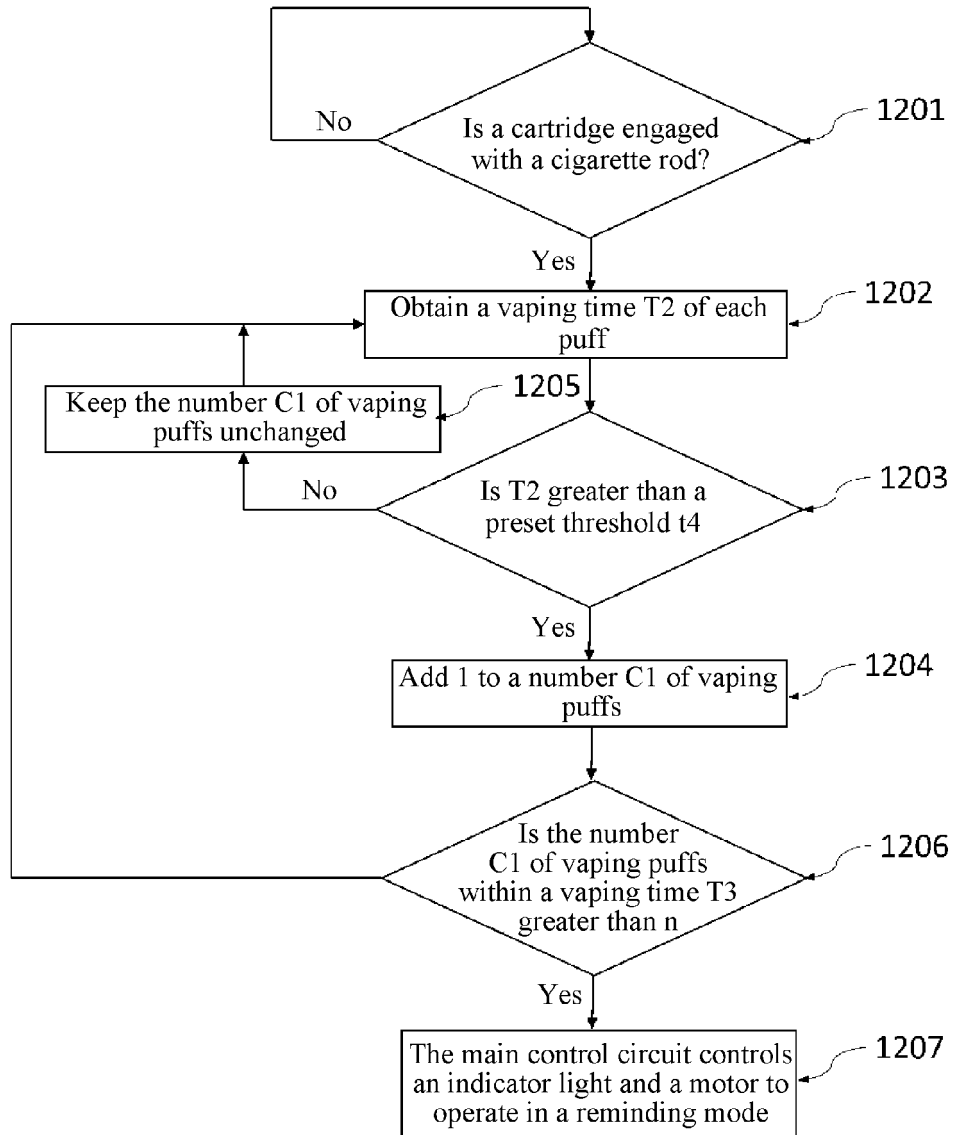 1201
No
Is a cartridge engaged
with a cigarette rod?
Yes
1202
Obtain a vaping time T2 of each
puff
1205
Keep the number C1 of vaping
puffs unchanged
1203
No
Is T2 greater than a
preset threshold t4
Yes
1204
Add 1 to a number C1 of vaping
puffs
Is the number
C1 of vaping puffs
within a vaping time T3
greater than n
1206
Yes
1207
The main control circuit controls
an indicator light and a motor to
operate in a reminding mode